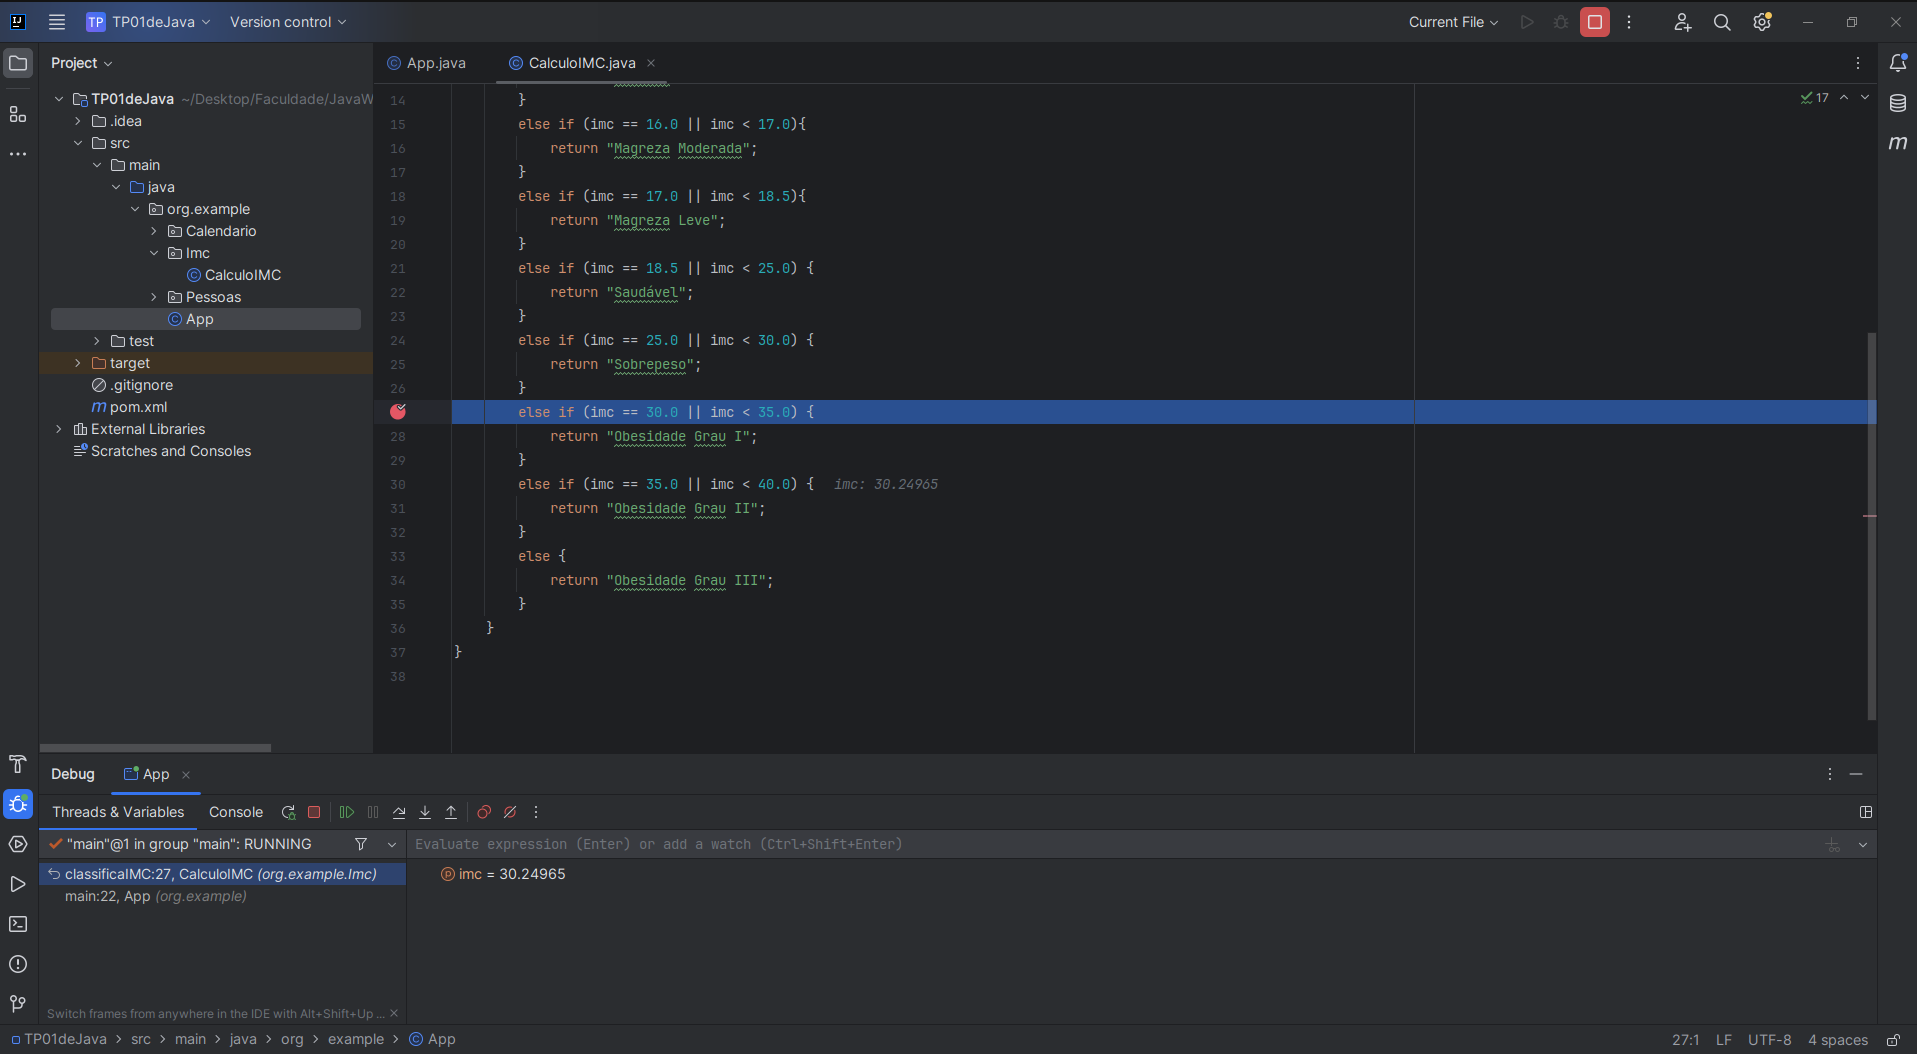 TP TP01deJava Version control Current File
Project
App.java CalculoIMC.java
TP01deJava ~/Desktop/Faculdade/JavaW
.idea
src
main
java
org.example
Calendario
Imc
CalculoIMC
Pessoas
App
test
target
.gitignore
m pom.xml
External Libraries
Scratches and Consoles
17
14 }
15 else if (imc == 16.0 || imc < 17.0){
16 return "Magreza Moderada";
17 }
18 else if (imc == 17.0 || imc < 18.5){
19 return "Magreza Leve";
20 }
21 else if (imc == 18.5 || imc < 25.0) {
22 return "Saudável";
23 }
24 else if (imc == 25.0 || imc < 30.0) {
25 return "Sobrepeso";
26 }
else if (imc == 30.0 || imc < 35.0) {
28 return "Obesidade Grau I";
29 }
30 else if (imc == 35.0 || imc < 40.0) { imc: 30.24965
31 return "Obesidade Grau II";
32 }
33 else {
34 return "Obesidade Grau III";
35 }
36 }
37 }
38
m
Debug App
Threads & Variables Console
"main"@1 in group "main": RUNNING
Evaluate expression (Enter) or add a watch (Ctrl+Shift+Enter)
classificaIMC:27, CalculoIMC (org.example.Imc)
main:22, App (org.example)
imc = 30.24965
Switch frames from anywhere in the IDE with Alt+Shift+Up ...
TP01deJava > src > main > java > org > example > App
27:1 LF UTF-8 4 spaces